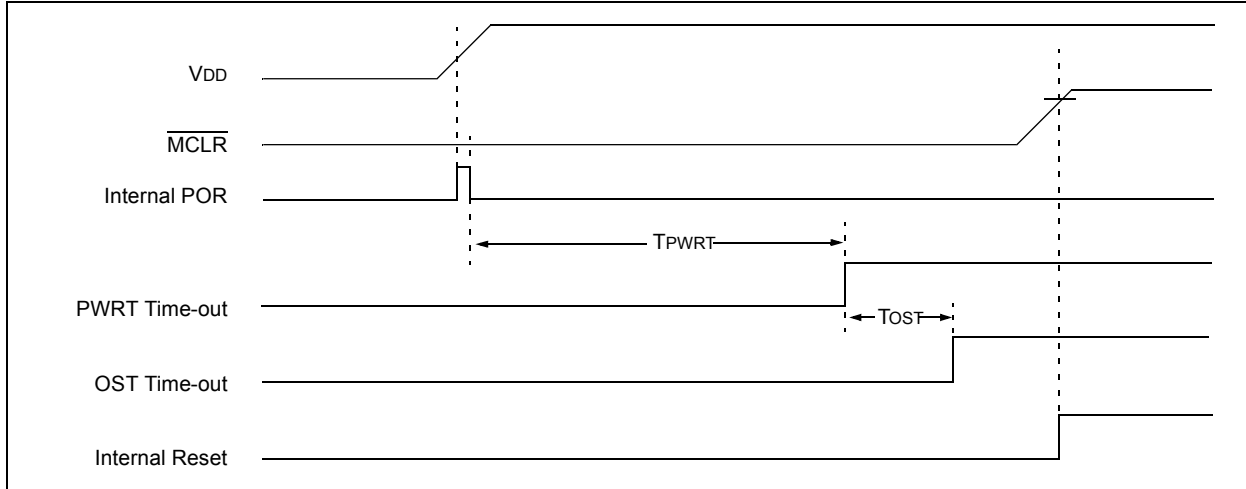 VDD
MCLR
Internal POR
TPWRT
PWRT Time-out
TOST
OST Time-out
Internal Reset